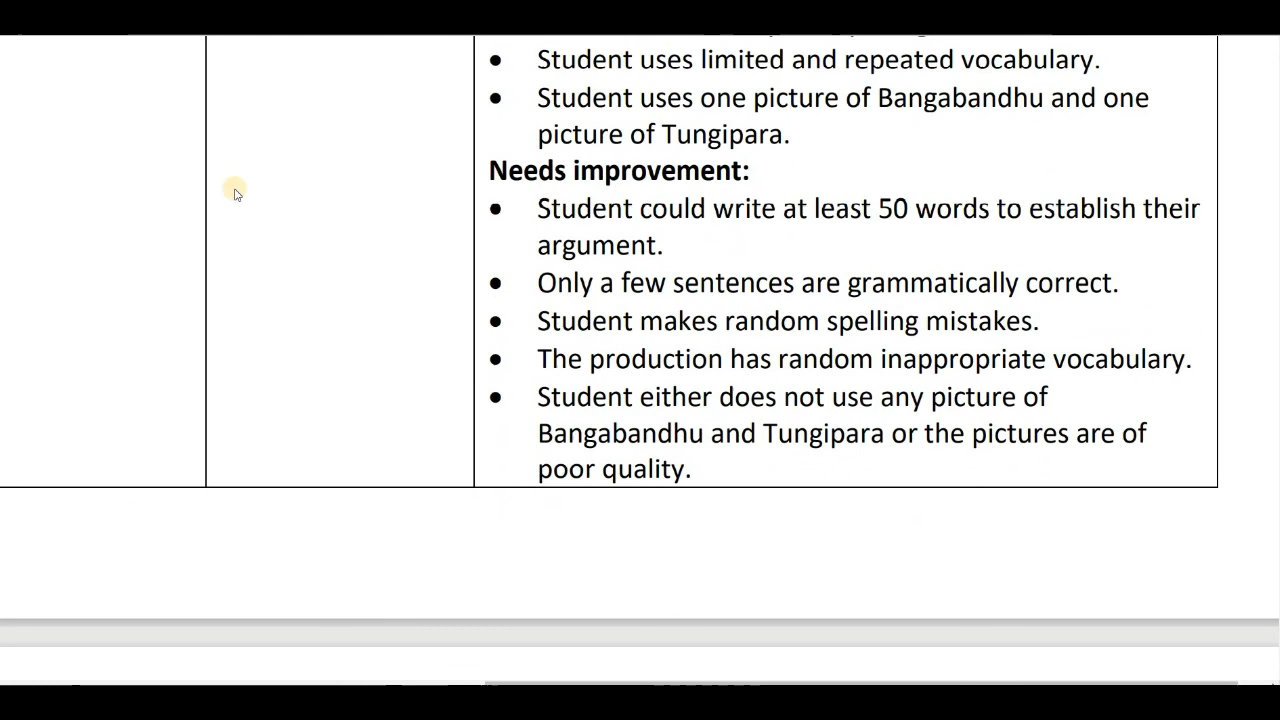 Student uses limited and repeated vocabulary.
Student uses one picture of Bangabandhu and one
picture of Tungipara.
Needs improvement:
Student could write at least 50 words to establish their
argument.
Only a few sentences are grammatically correct.
Student makes random spelling mistakes.
The production has random inappropriate vocabulary.
Student either does not use any picture of
Bangabandhu and Tungipara or the pictures are of
poor quality.